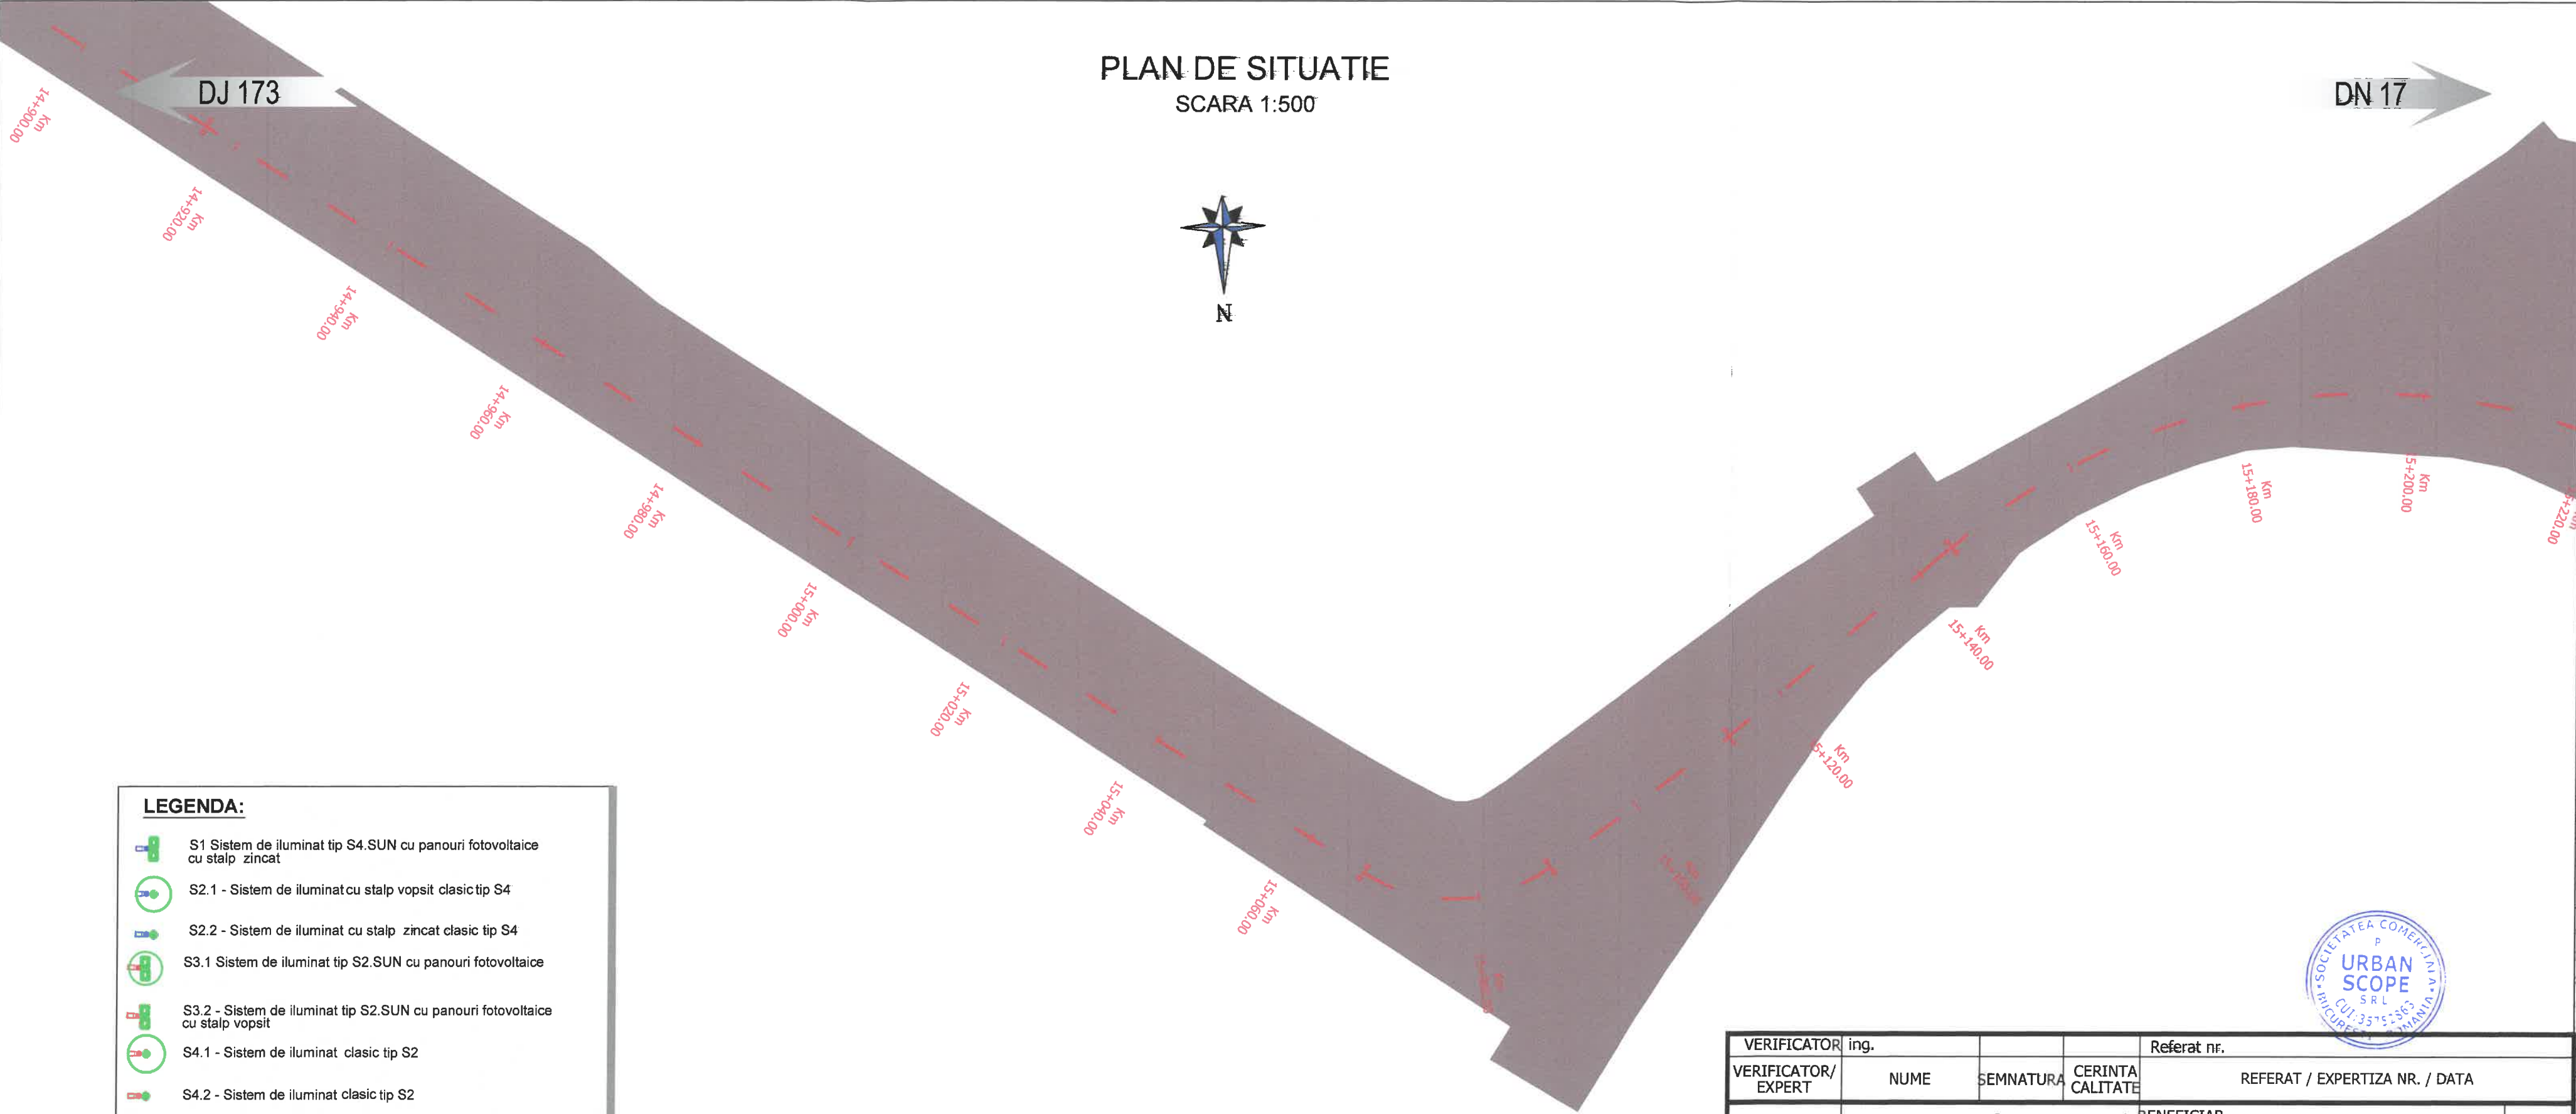 PLAN DE SITUATIE
SCARA 1:500
DJ 173
DN 17
N
Km
14+900.00
Km
14+920.00
Km
14+940.00
Km
14+960.00
Km
14+980.00
Km
15+000.00
Km
15+020.00
Km
15+040.00
Km
15+060.00
Km
15+120.00
Km
15+140.00
Km
15+160.00
Km
15+180.00
Km
15+200.00
5+220.00
LEGENDA:
S1 Sistem de iluminat tip S4.SUN cu panouri fotovoltaice
cu stalp zincat
S2.1 - Sistem de iluminat cu stalp vopsit clasic tip S4
S2.2 - Sistem de iluminat cu stalp zincat clasic tip S4
S3.1 Sistem de iluminat tip S2.SUN cu panouri fotovoltaice
S3.2 - Sistem de iluminat tip S2.SUN cu panouri fotovoltaice
cu stalp vopsit
S4.1 - Sistem de iluminat clasic tip S2
S4.2 - Sistem de iluminat clasic tip S2
SOCIETATEA COMERCIALA
P
URBAN
SCOPE
SRL
VERIFICATOR ing. Referat nr.
VERIFICATOR/
EXPERT NUME SEMNATURA CERINTA
CALITATE REFERAT / EXPERTIZA NR. / DATA